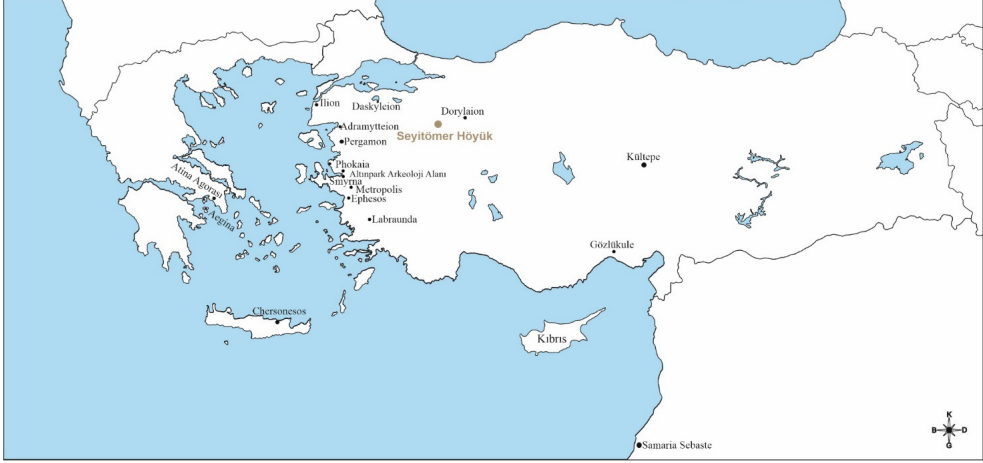 Ilion
Daskyleion
Dorylaion
Adramytteion
Seyitömer Höyük
Pergamon
Phokaia
Kültepe
Altınpark Arkeoloji Alanı
Smyrna
Metropolis
Ephesos
Atina Agorası
Aegina
Labraunda
Gözlükule
Chersonesos
Kıbrıs
K
B D
G
Samaria Sebaste